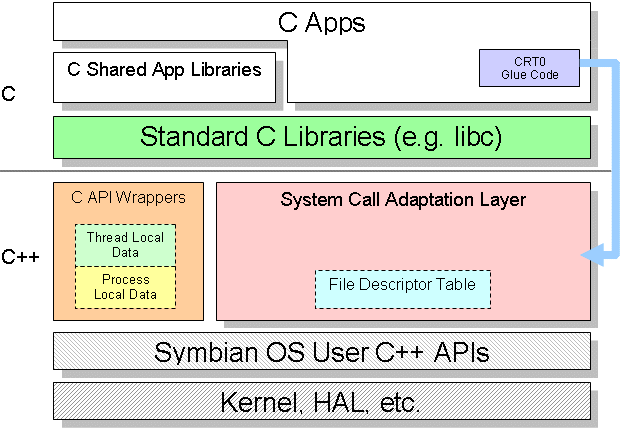 C Apps
C Shared App Libraries
CRT0
Glue Code
C
Standard C Libraries (e.g. libc)
C API Wrappers
System Call Adaptation Layer
Thread Local
Data
C++
Process
Local Data
File Descriptor Table
Symbian OS User C++ APIs
Kernel, HAL, etc.